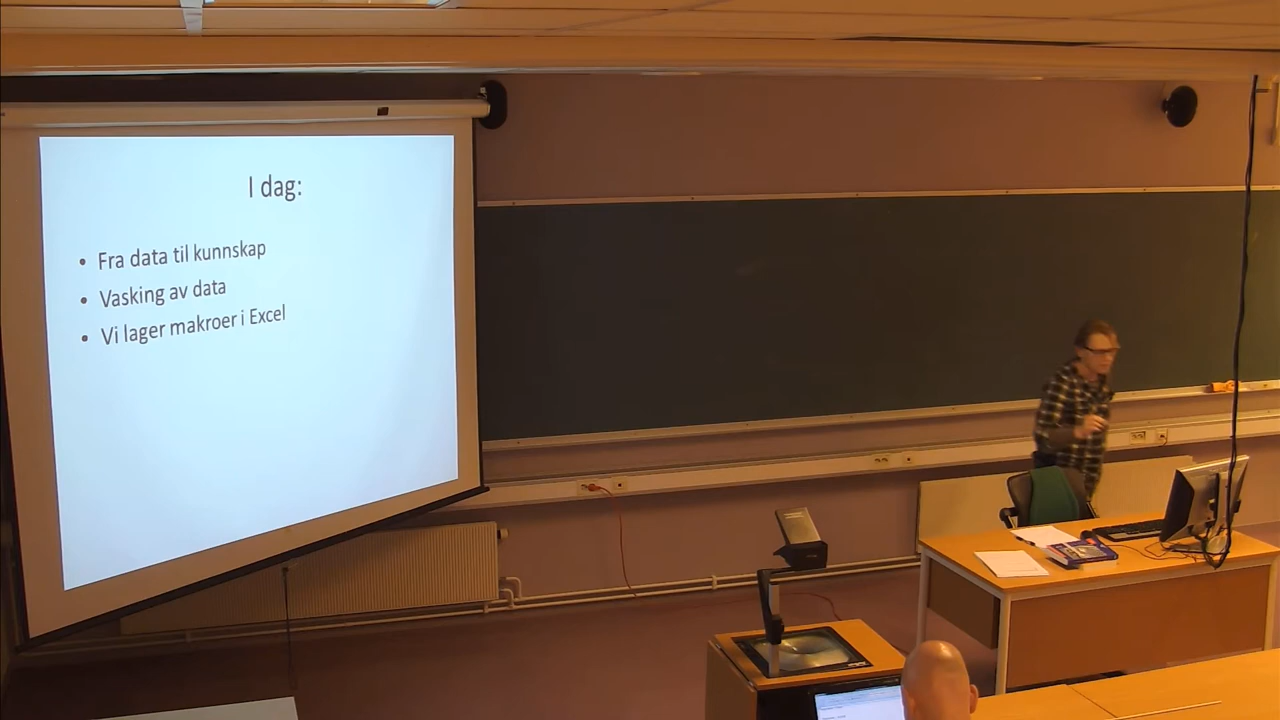 I dag:
• Fra data til kunnskap
• Vasking av data
• Vi lager makroer i Excel